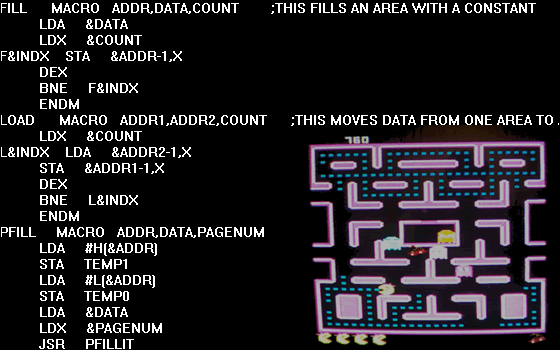 FILL MACRO ADDR,DATA,COUNT ;THIS FILLS AN AREA WITH A CONSTANT
LDA &DATA
LDX &COUNT
F&INDX STA &ADDR-1,X
DEX
BNE F&INDX
ENDM
LOAD MACRO ADDR1,ADDR2,COUNT ;THIS MOVES DATA FROM ONE AREA TO .
LDX &COUNT
L&INDX LDA &ADDR2-1,X
STA &ADDR1-1,X
DEX
BNE L&INDX
ENDM
PFILL MACRO ADDR,DATA,PAGENUM
LDA #H(&ADDR)
STA TEMP1
LDA #L(&ADDR)
STA TEMP0
LDA &DATA
LDX &PAGENUM
JSR PFILLIT
760